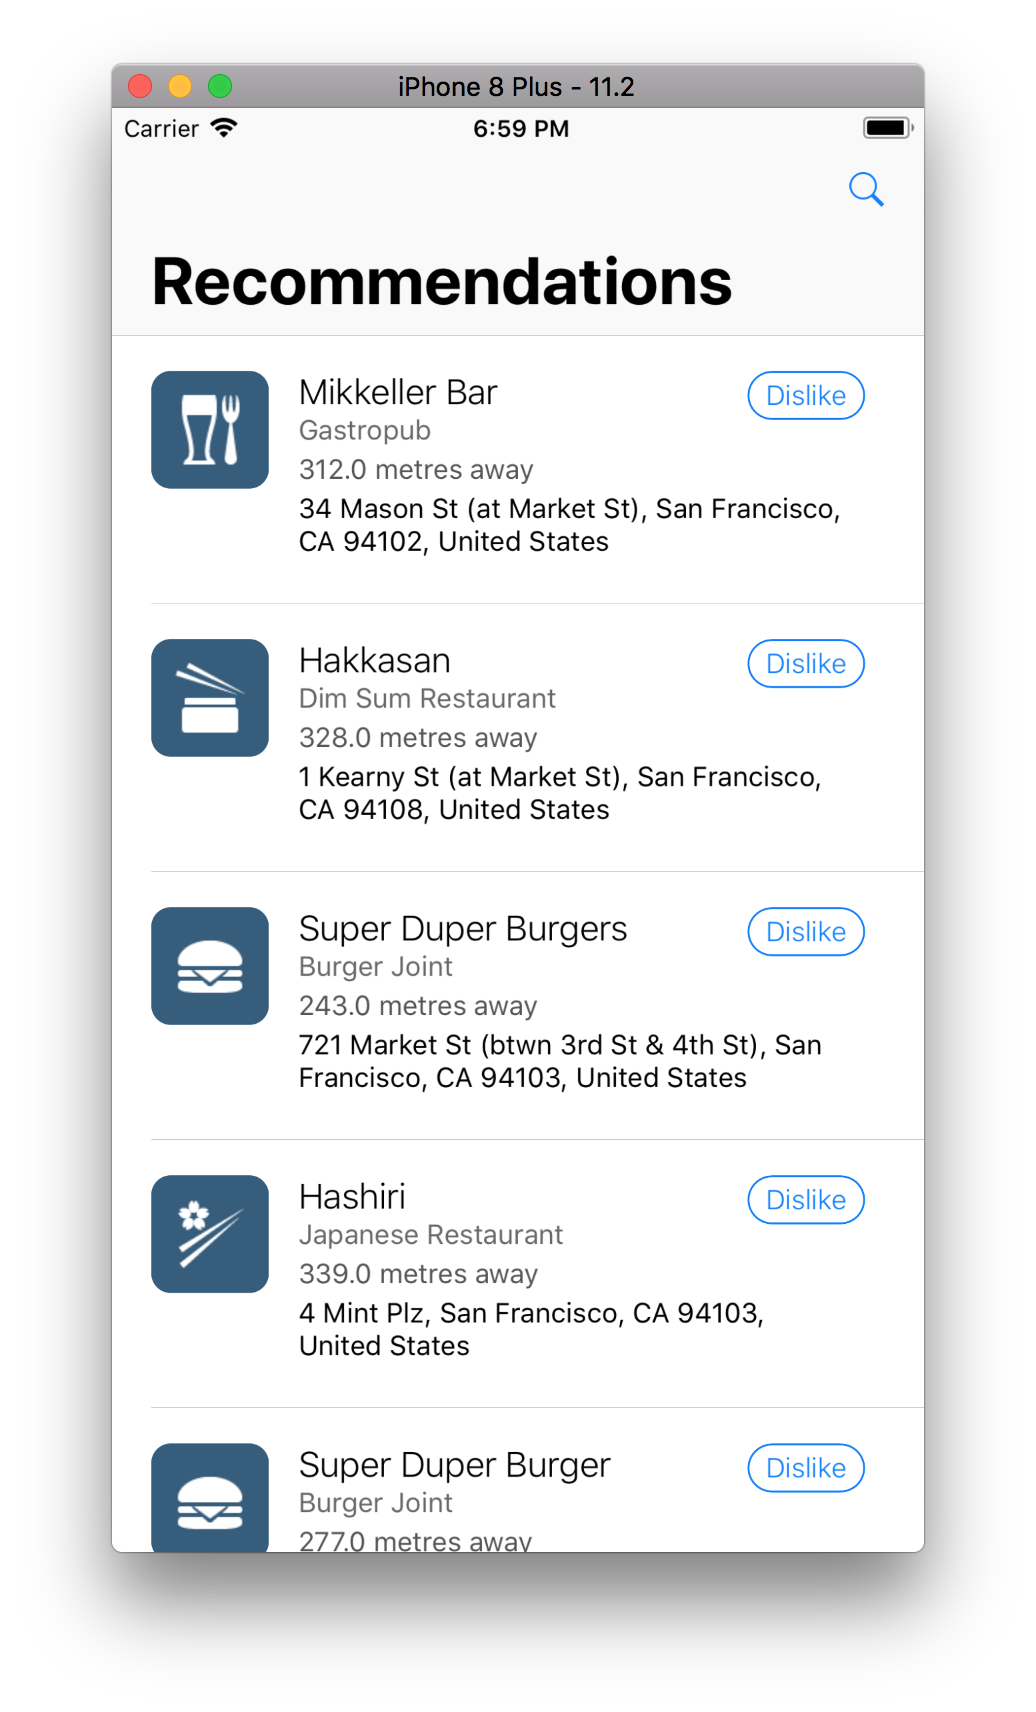 iPhone 8 Plus - 11.2
Carrier
6:59 PM
Recommendations
Mikkeller Bar
Dislike
Gastropub
312.0 metres away
34 Mason St (at Market St), San Francisco,
CA 94102, United States
Hakkasan
Dislike
Dim Sum Restaurant
328.0 metres away
1 Kearny St (at Market St), San Francisco,
CA 94108, United States
Super Duper Burgers
Dislike
Burger Joint
243.0 metres away
721 Market St (btwn 3rd St & 4th St), San
Francisco, CA 94103, United States
Hashiri
Dislike
Japanese Restaurant
339.0 metres away
4 Mint Plz, San Francisco, CA 94103,
United States
Super Duper Burger
Dislike
Burger Joint
277.0 metres away